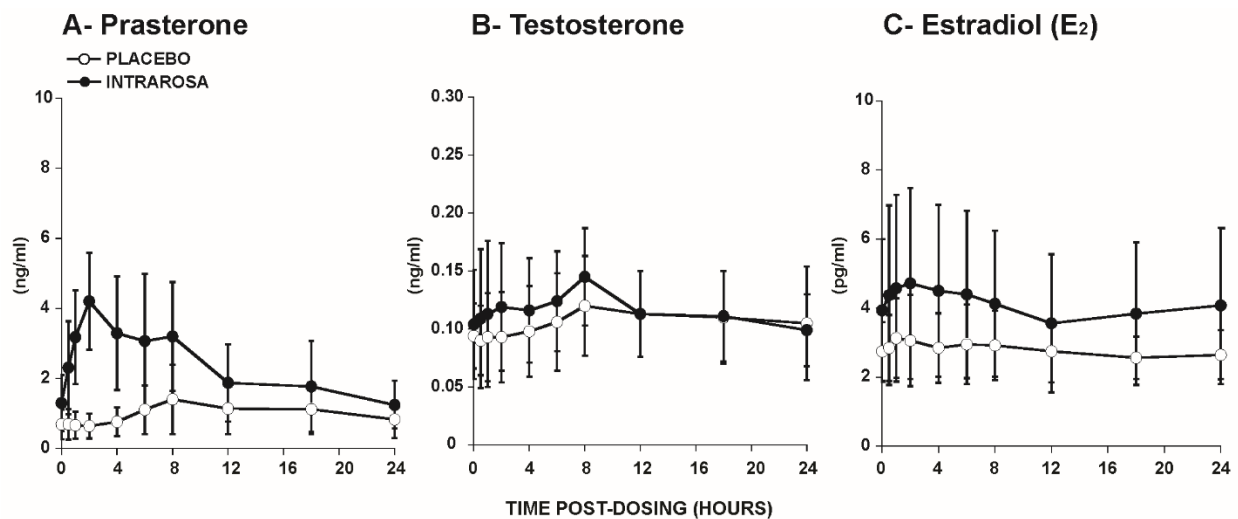 A- Prasterone
PLACEBO
INTRAROSA
10
8
6
4
2
0
(ng/ml)
0 4 8 12 16 20 24
B- Testosterone
0.30
0.25
0.20
0.15
0.10
0.05
0
(ng/ml)
0 4 8 12 16 20 24
C- Estradiol (E₂)
10
8
6
4
2
0
(pg/ml)
0 4 8 12 16 20 24
TIME POST-DOSING (HOURS)